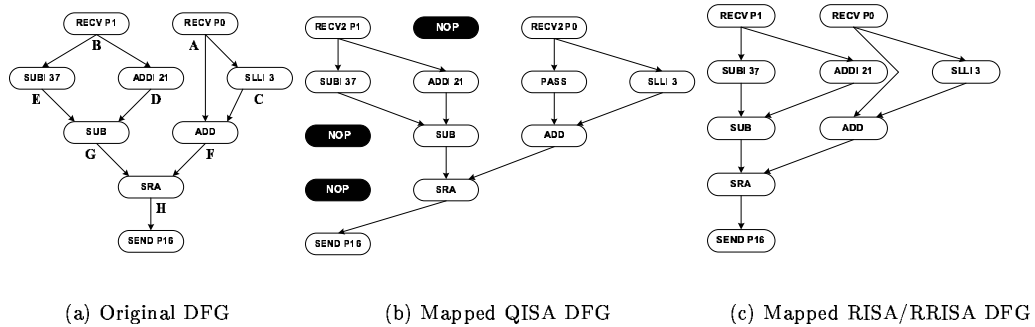 RECV P1
RECV P0
B
A
SUBI 37
ADDI 21
SLLI 3
E
D
C
SUB
ADD
G
F
SRA
H
SEND P16
(a) Original DFG
RECV2 P1
NOP
RECV2 P0
SUBI 37
ADDI 21
PASS
SLLI 3
NOP
SUB
ADD
NOP
SRA
SEND P16
(b) Mapped QISA DFG
RECV P1
RECV P0
SUBI 37
ADDI 21
SLLI 3
SUB
ADD
SRA
SEND P16
(c) Mapped RISA/RRISA DFG